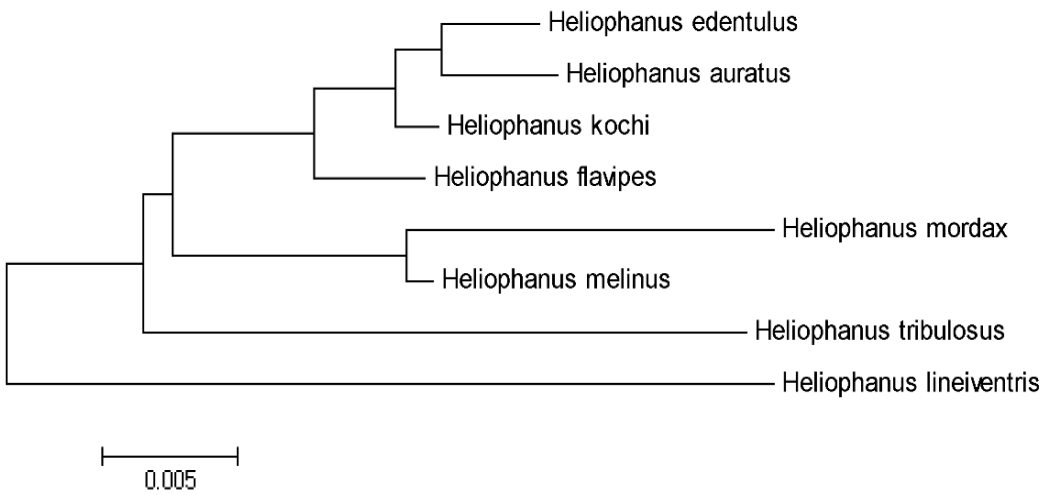 Heliophanus edentulus
Heliophanus auratus
Heliophanus kochi
Heliophanus flavipes
Heliophanus mordax
Heliophanus melinus
Heliophanus tribulosus
Heliophanus lineiventris
0.005